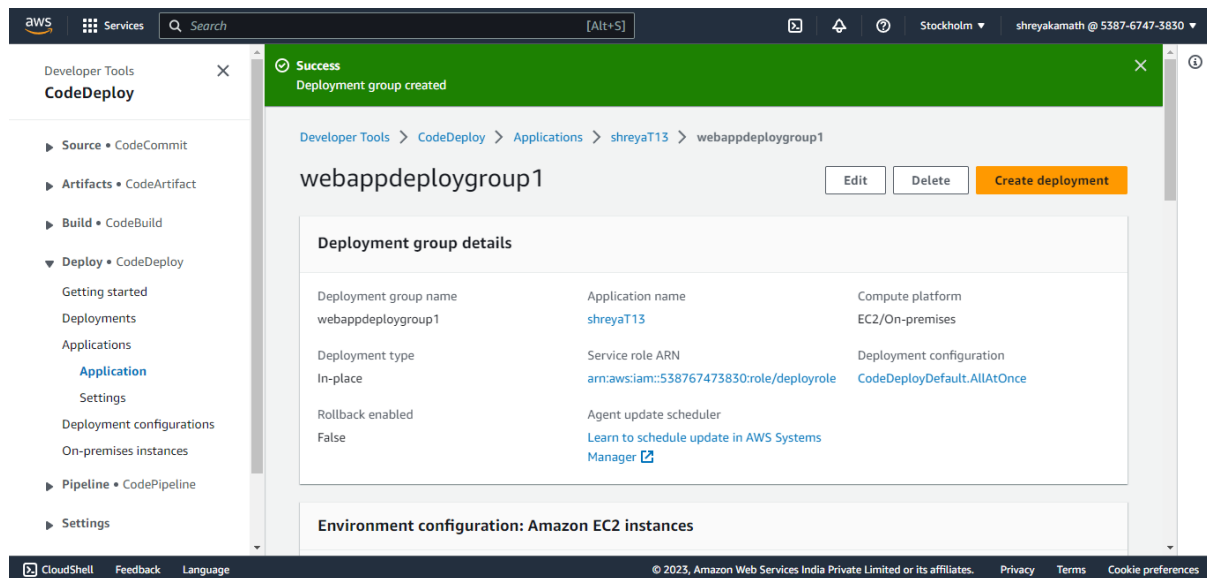 aws
Services
Search
[Alt+S]
Stockholm
shreyakamath @ 5387-6747-3830
Developer Tools
CodeDeploy
Source • CodeCommit
Artifacts • CodeArtifact
Build • CodeBuild
Deploy • CodeDeploy
Getting started
Deployments
Applications
Application
Settings
Deployment configurations
On-premises instances
Pipeline • CodePipeline
Settings
Success
Deployment group created
Developer Tools > CodeDeploy > Applications > shreyaT13 > webappdeploygroup1
webappdeploygroup1
Edit
Delete
Create deployment
Deployment group details
Deployment group name
webappdeploygroup1
Application name
shreyaT13
Compute platform
EC2/On-premises
Deployment type
In-place
Service role ARN
arn:aws:iam::538767473830:role/deployrole
Deployment configuration
CodeDeployDefault.AllAtOnce
Rollback enabled
False
Agent update scheduler
Learn to schedule update in AWS Systems
Manager
Environment configuration: Amazon EC2 instances
CloudShell
Feedback
Language
© 2023, Amazon Web Services India Private Limited or its affiliates.
Privacy
Terms
Cookie preferences